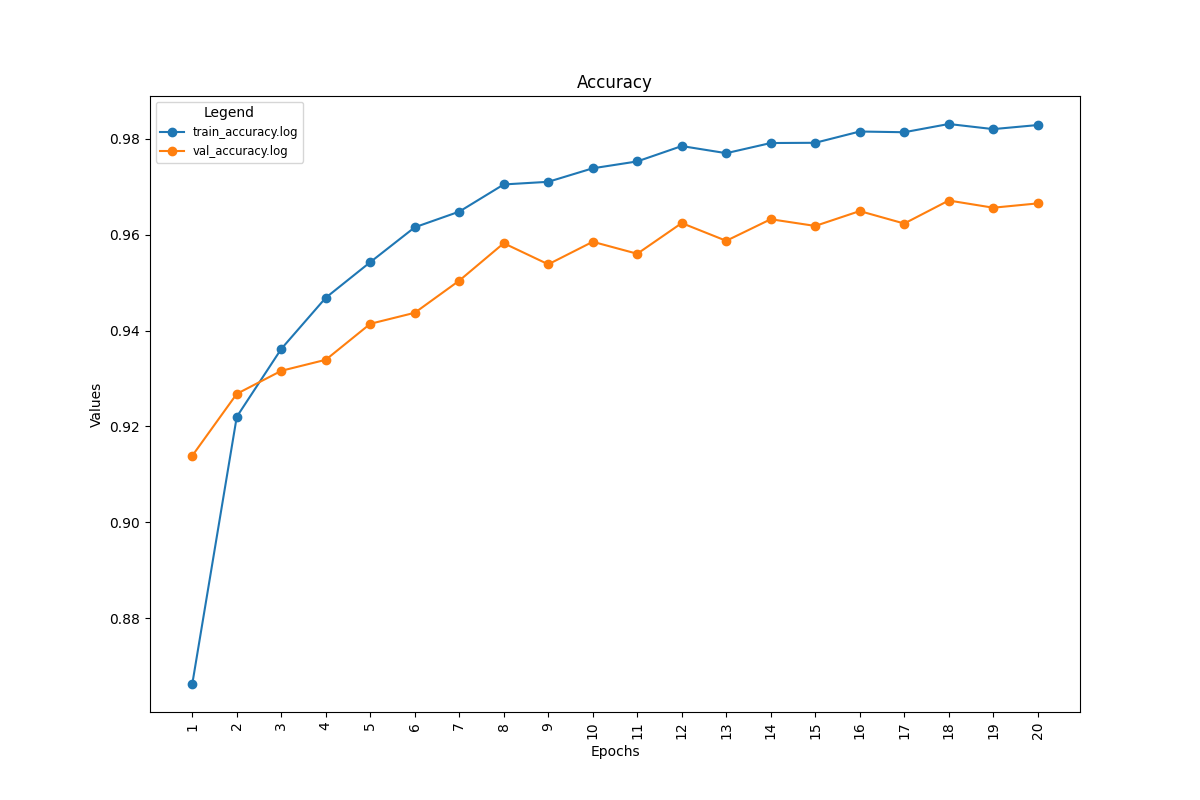 Accuracy
Legend
train_accuracy.log
val_accuracy.log
0.98
0.96
0.94
0.92
0.90
0.88
Values
1 2 3 4 5 6 7 8 9 10 11 12 13 14 15 16 17 18 19 20
Epochs